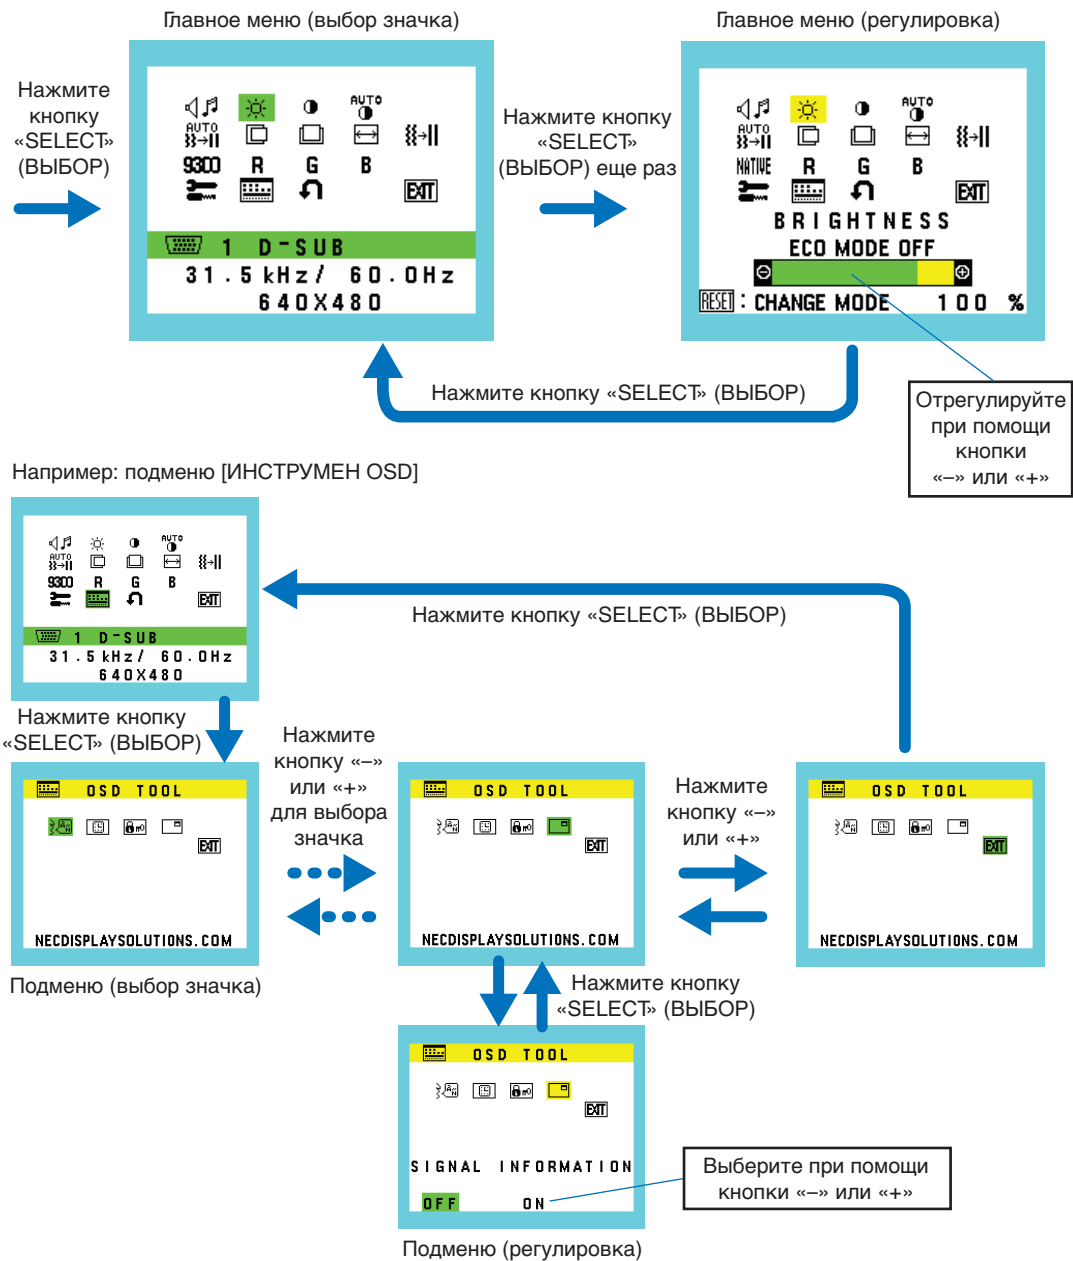 Главное меню (выбор значка)
Главное меню (регулировка)
Нажмите
кнопку
«SELECT»
(ВЫБОР)
AUTO
AUTO
9300 R G B
EXIT
1 D-SUB
31.5 kHz/ 60.0Hz
640X480
Нажмите кнопку
«SELECT»
(ВЫБОР) еще раз
AUTO
AUTO
NATIVE R G B
EXIT
BRIGHTNESS
ECO MODE OFF
RESET : CHANGE MODE 100 %
Нажмите кнопку «SELECT» (ВЫБОР)
Отрегулируйте
при помощи
кнопки
«–» или «+»
Например: подменю [ИНСТРУМЕН OSD]
AUTO
AUTO
9300 R G B
EXIT
1 D-SUB
31.5 kHz/ 60.0Hz
640X480
Нажмите кнопку «SELECT» (ВЫБОР)
Нажмите кнопку
«SELECT» (ВЫБОР)
OSD TOOL
EXIT
NECDISPLAYSOLUTIONS.COM
Подменю (выбор значка)
Нажмите
кнопку «–»
или «+»
для выбора
значка
OSD TOOL
EXIT
NECDISPLAYSOLUTIONS.COM
Нажмите
кнопку «–»
или «+»
OSD TOOL
EXIT
NECDISPLAYSOLUTIONS.COM
Нажмите кнопку
«SELECT» (ВЫБОР)
OSD TOOL
EXIT
SIGNAL INFORMATION
OFF ON
Выберите при помощи
кнопки «–» или «+»
Подменю (регулировка)